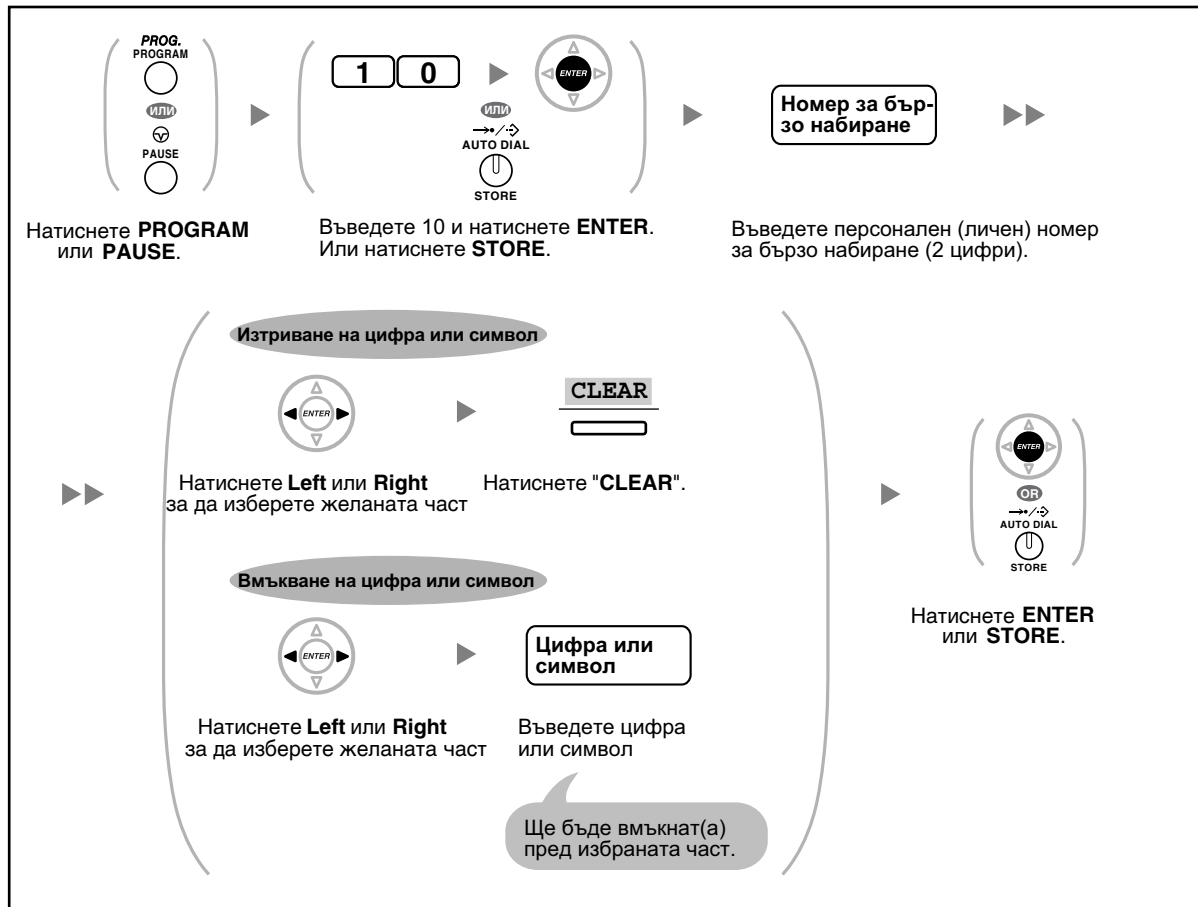 PROG.
PROGRAM
или
PAUSE
Натиснете PROGRAM
или PAUSE.
1 0
ENTER
или
AUTO DIAL
STORE
Въведете 10 и натиснете ENTER.
Или натиснете STORE.
Номер за бър-
зо набиране
Въведете персонален (личен) номер
за бързо набиране (2 цифри).
Изтриване на цифра или символ
ENTER
Натиснете Left или Right
за да изберете желаната част
CLEAR
Натиснете "CLEAR".
Вмъкване на цифра или символ
ENTER
Натиснете Left или Right
за да изберете желаната част
Цифра или
символ
Въведете цифра
или символ
Ще бъде вмъкнат(а)
пред избраната част.
ENTER
OR
AUTO DIAL
STORE
Натиснете ENTER
или STORE.